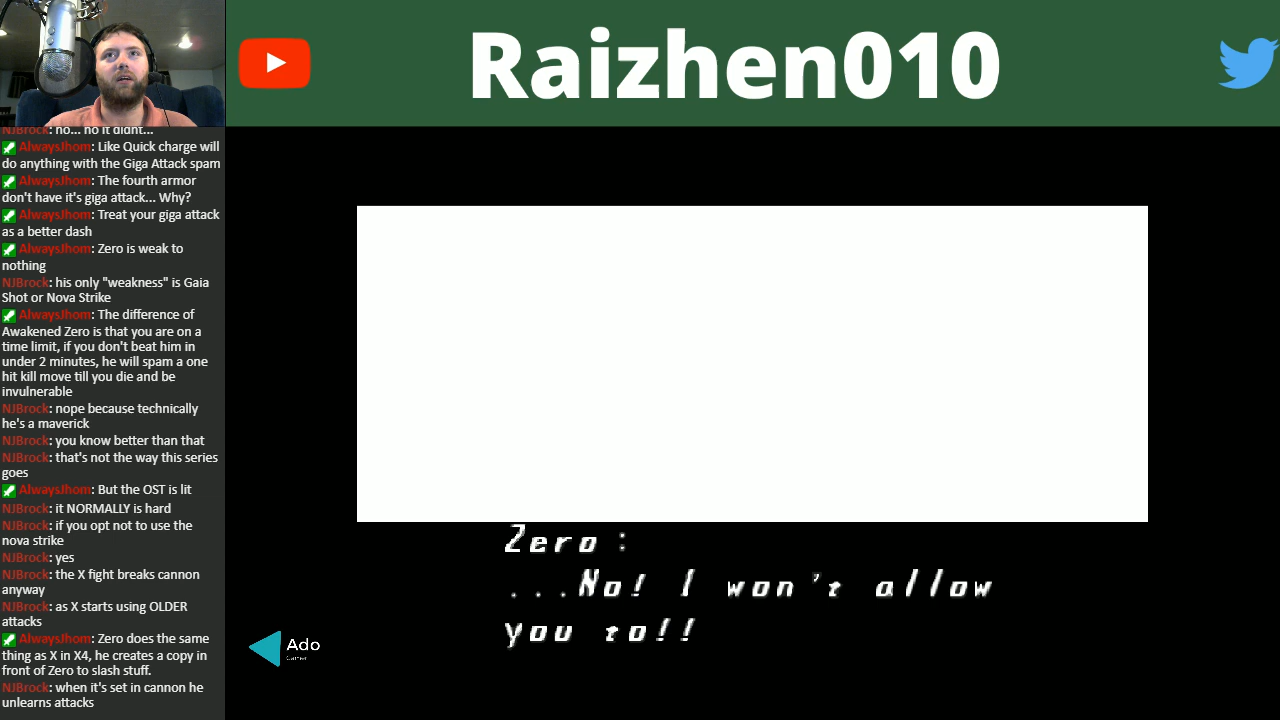 Raizhen010
NJBrock: no... no it didnt...
AlwaysJhom: Like Quick charge will
do anything with the Giga Attack spam
AlwaysJhom: The fourth armor
don't have it's giga attack... Why?
AlwaysJhom: Treat your giga attack
as a better dash
AlwaysJhom: Zero is weak to
nothing
NJBrock: his only "weakness" is Gaia
Shot or Nova Strike
AlwaysJhom: The difference of
Awakened Zero is that you are on a
time limit, if you don't beat him in
under 2 minutes, he will spam a one
hit kill move till you die and be
invulnerable
NJBrock: nope because technically
he's a maverick
NJBrock: you know better than that
NJBrock: that's not the way this series
goes
AlwaysJhom: But the OST is lit
NJBrock: it NORMALLY is hard
NJBrock: if you opt not to use the
nova strike
NJBrock: yes
NJBrock: the X fight breaks cannon
anyway
NJBrock: as X starts using OLDER
attacks
AlwaysJhom: Zero does the same
thing as X in X4, he creates a copy in
front of Zero to slash stuff.
NJBrock: when it's set in cannon he
unlearns attacks
Zero :
...No! I won't allow
you to!!
Ado